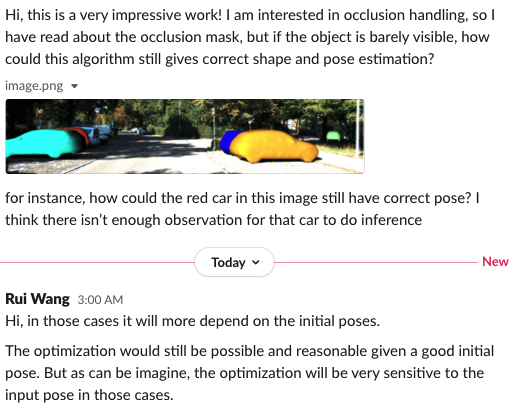 Hi, this is a very impressive work! I am interested in occlusion handling, so I
have read about the occlusion mask, but if the object is barely visible, how
could this algorithm still gives correct shape and pose estimation?
image.png
for instance, how could the red car in this image still have correct pose? I
think there isn't enough observation for that car to do inference
Today
New
Rui Wang 3:00 AM
Hi, in those cases it will more depend on the initial poses.
The optimization would still be possible and reasonable given a good initial
pose. But as can be imagine, the optimization will be very sensitive to the
input pose in those cases.